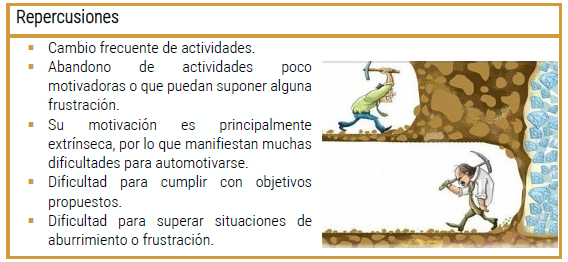 Repercusiones
▪ Cambio frecuente de actividades.
▪ Abandono de actividades poco
motivadoras o que puedan suponer alguna
frustración.
▪ Su motivación es principalmente
extrínseca, por lo que manifiestan muchas
dificultades para automotivarse.
▪ Dificultad para cumplir con objetivos
propuestos.
▪ Dificultad para superar situaciones de
aburrimiento o frustración.